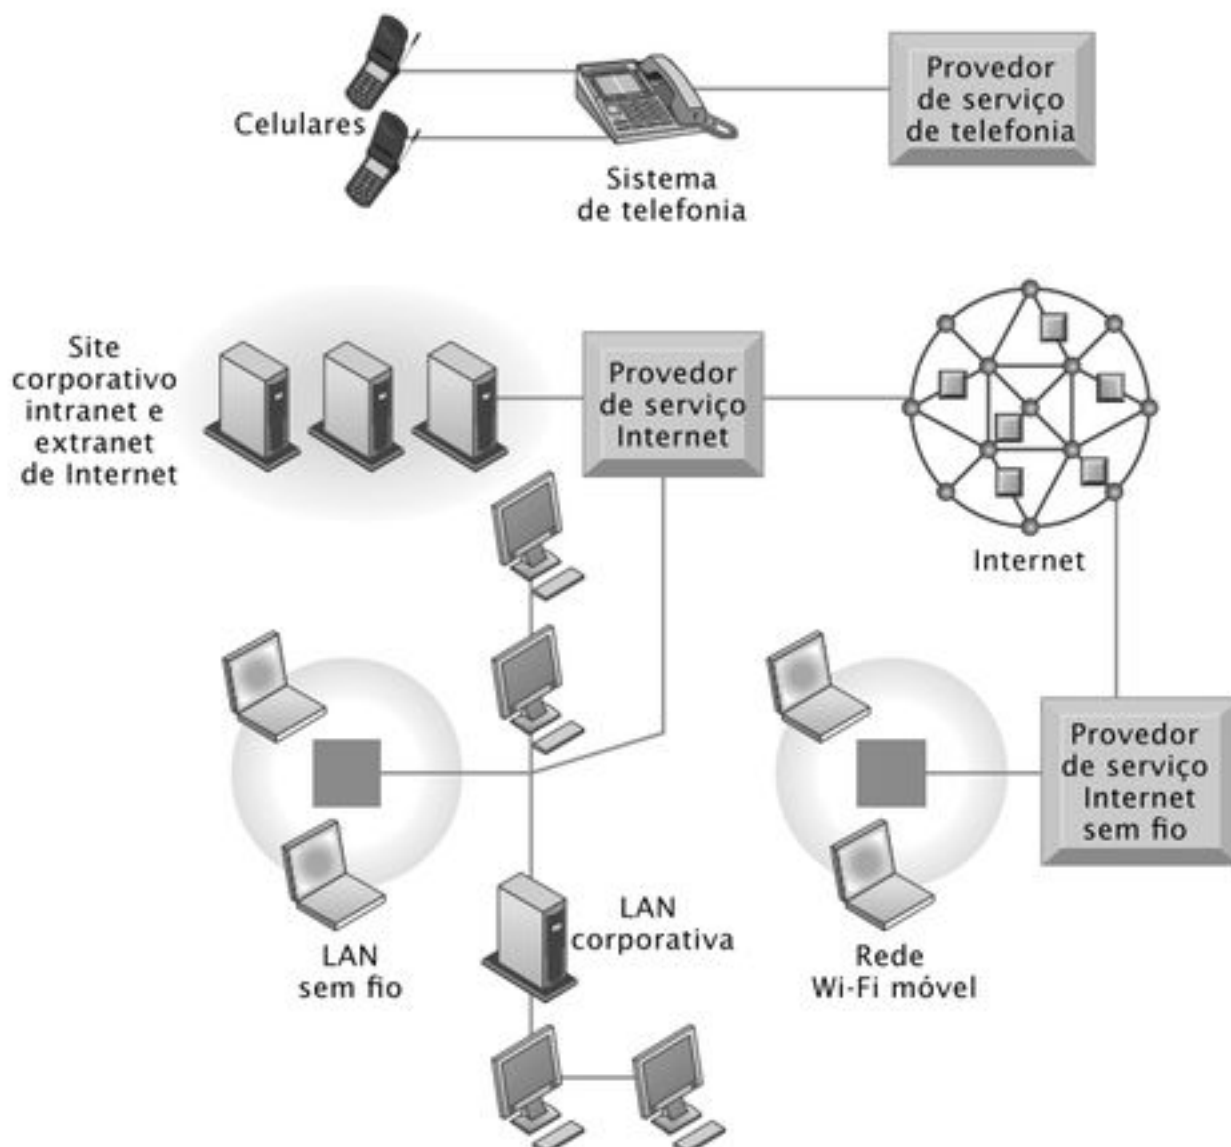 Celulares
Sistema
de telefonia
Provedor
de serviço
de telefonia
Site
corporativo
intranet e
extranet
de Internet
Provedor
de serviço
Internet
Internet
LAN
sem fio
LAN
corporativa
Rede
Wi-Fi móvel
Provedor
de serviço
Internet
sem fio